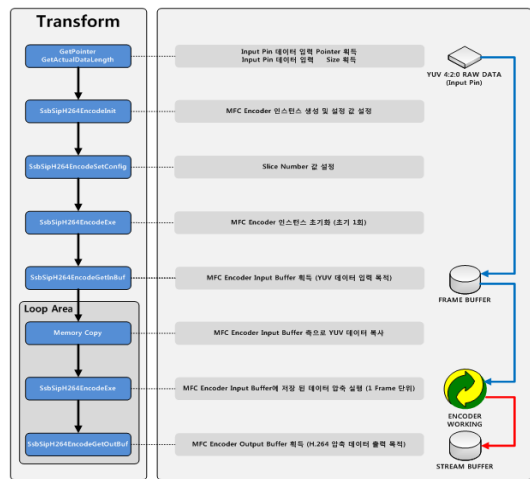 Transform
GetPointer
GetActualDataLength
Input Pin 데이터 입력 Pointer 획득
Input Pin 데이터 입력 Size 획득
YUV 4:2:0 RAW DATA
(Input Pin)
SsbSipH264EncodeInit
MFC Encoder 인스턴스 생성 및 설정 값 설정
SsbSipH264EncodeSetConfig
Slice Number 값 설정
SsbSipH264EncodeExe
MFC Encoder 인스턴스 초기화 (초기 1회)
SsbSipH264EncodeGetInBuf
MFC Encoder Input Buffer 획득 (YUV 데이터 입력 목적)
FRAME BUFFER
Loop Area
Memory Copy
MFC Encoder Input Buffer 측으로 YUV 데이터 복사
SsbSipH264EncodeExe
MFC Encoder Input Buffer에 저장 된 데이터 압축 실행 (1 Frame 단위)
ENCODER
WORKING
SsbSipH264EncodeGetOutBuf
MFC Encoder Output Buffer 획득 (H.264 압축 데이터 출력 목적)
STREAM BUFFER